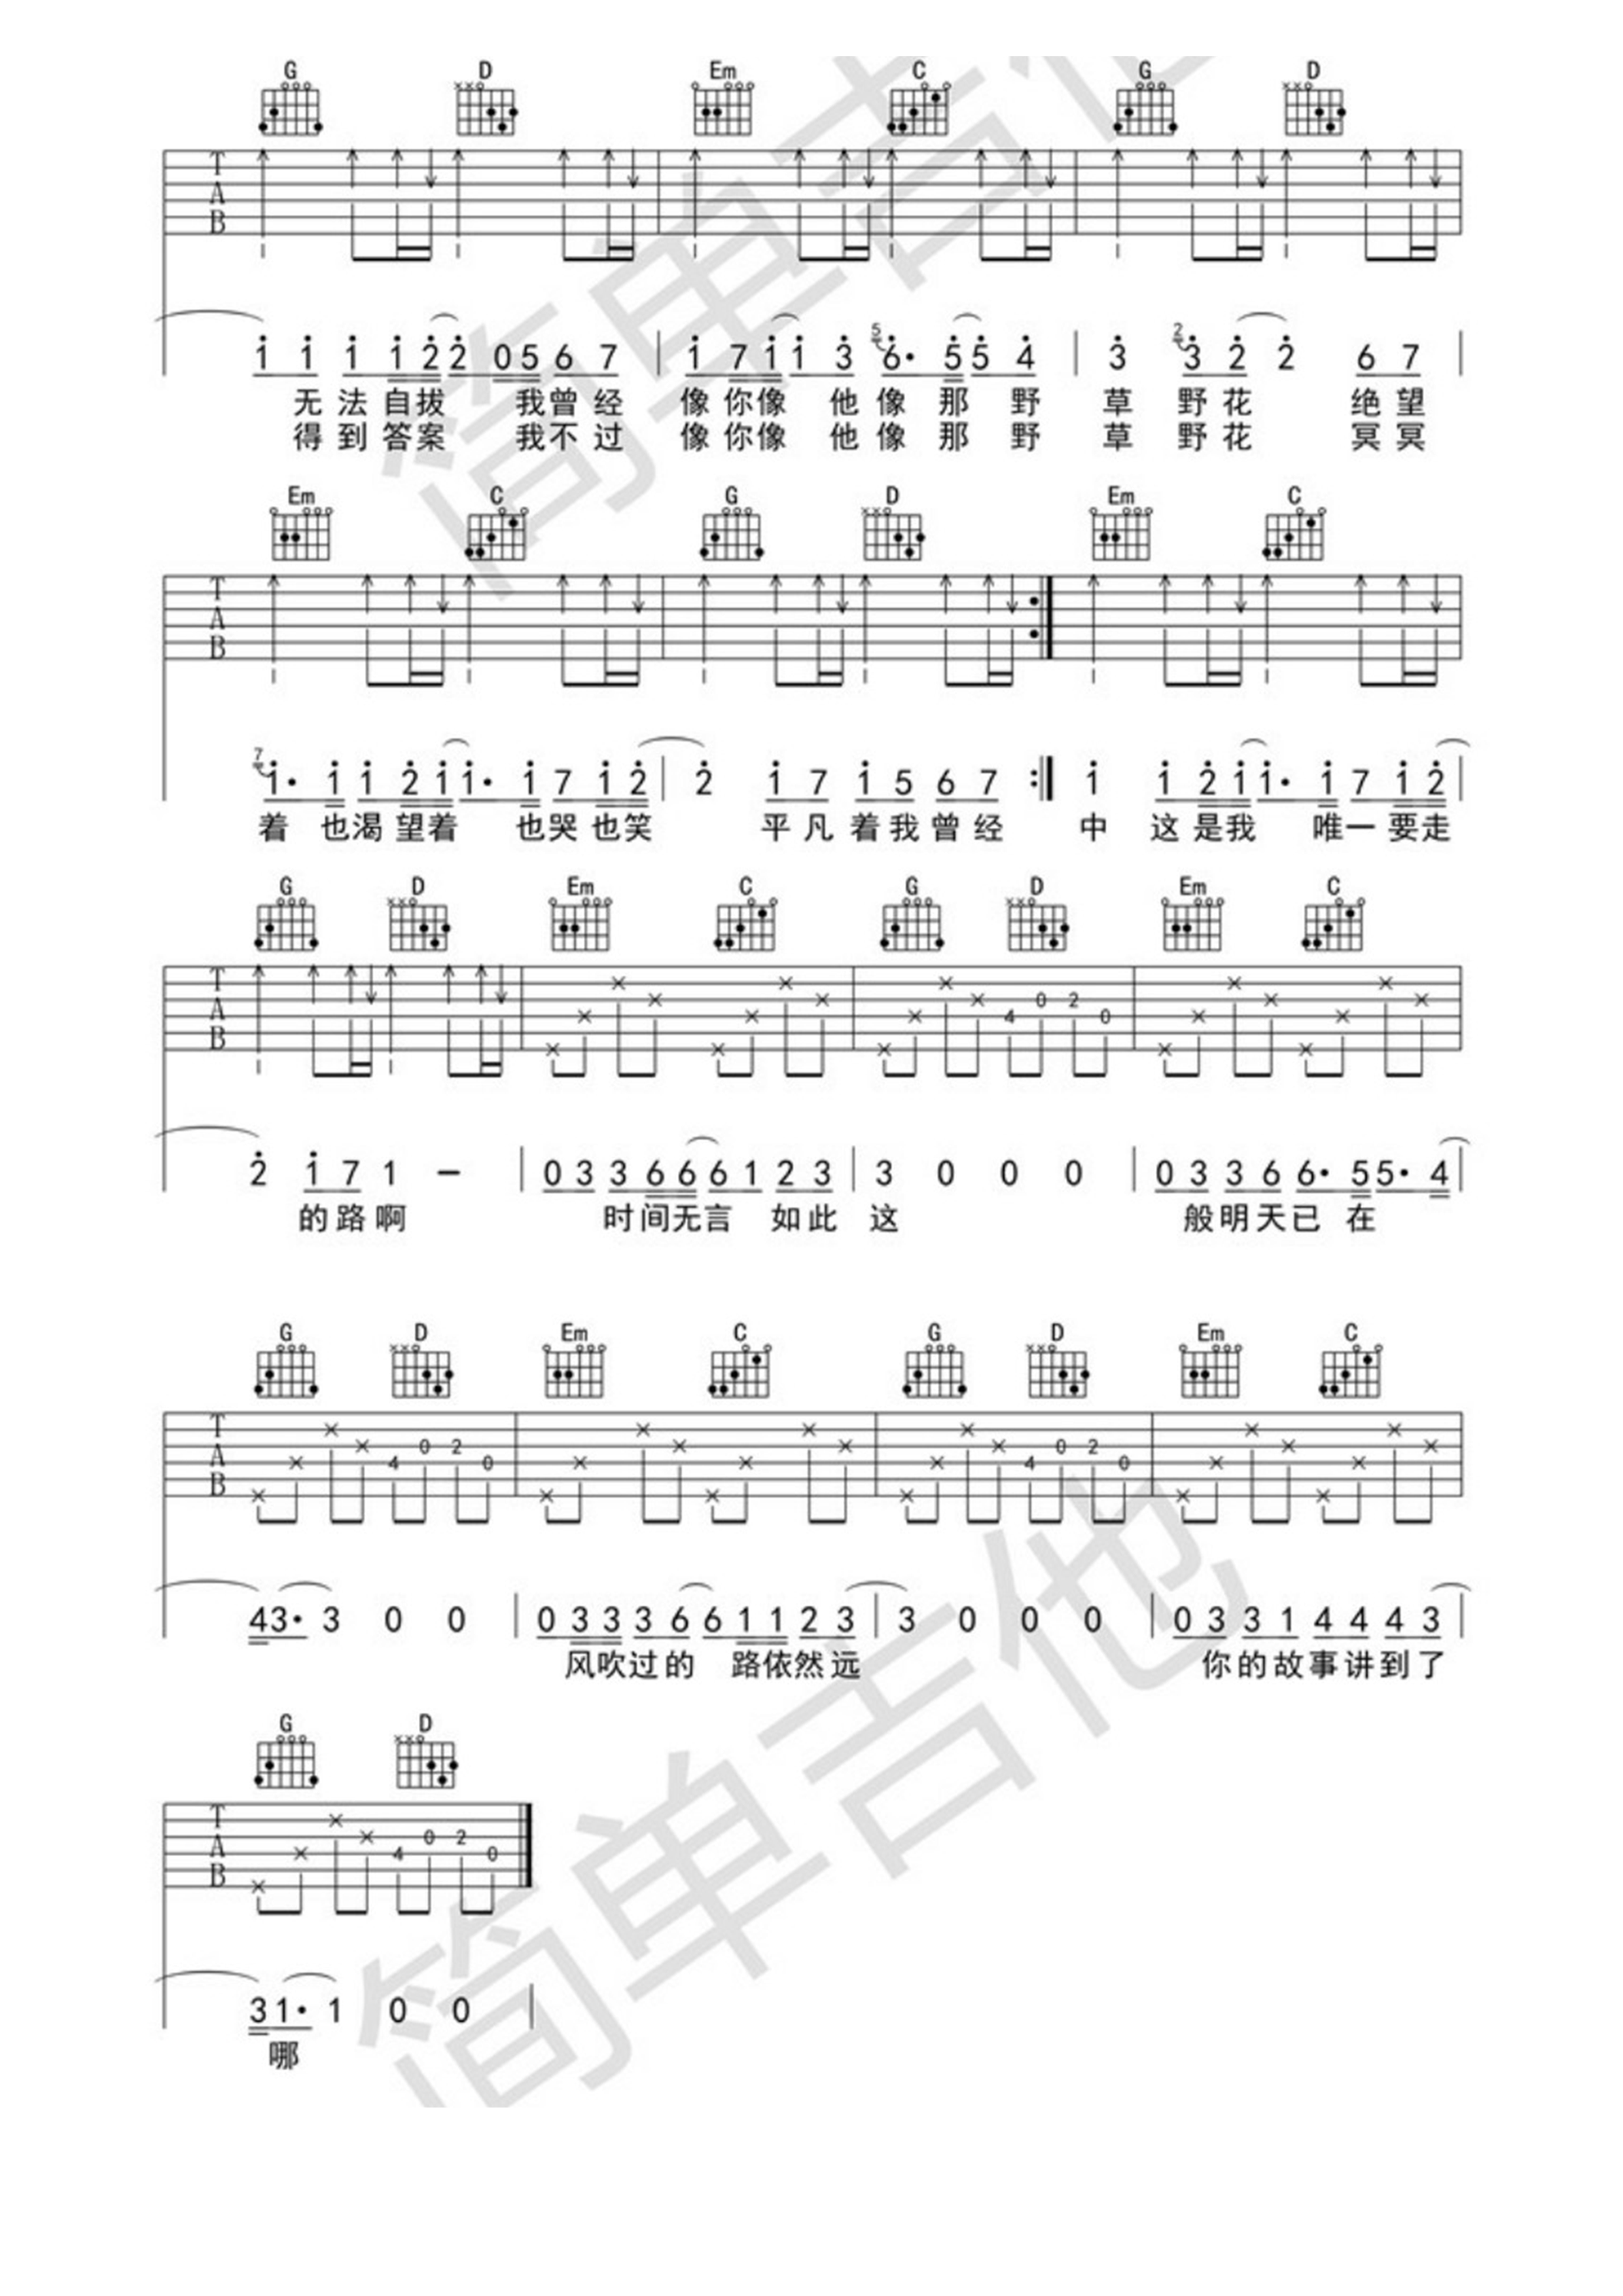 G D Em C G D
T
A
B
1 1 1 1 2 2 0 5 6 7 | 1 7 1 1 3 5 6· 5 5 4 | 3 2 3 2 2 6 7 |
无法自拔 我曾经 像你像 他像那野 草野花 绝望
得到答案 我不过 像你像 他像那野 草野花 冥冥
Em C G D Em C
T
A
B
7 1· 1 1 2 1 1· 1 7 1 2 | 2 1 7 1 5 6 7 :| 1 1 2 1 1· 1 7 1 2 |
着 也渴望着 也哭也笑 平凡着我曾经 中 这是我 唯一要走
G D Em C G D Em C
T
A
B
4 0 2 0
2 1 7 1 – | 0 3 3 6 6 6 1 2 3 | 3 0 0 0 | 0 3 3 6 6· 5 5· 4 |
的路啊 时间无言 如此 这 般明天已 在
G D Em C G D Em C
T
A
B
4 0 2 0 4 0 2 0
4 3· 3 0 0 | 0 3 3 3 6 6 1 1 2 3 | 3 0 0 0 | 0 3 3 1 4 4 4 3 |
风吹过的 路依然远 你的故事讲到了
G D
T
A
B
4 0 2 0
3 1· 1 0 0 |
哪
简单吉他
简单吉他